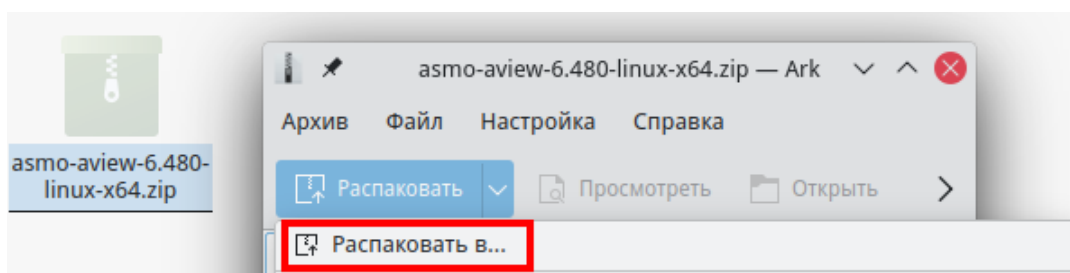 asmo-aview-6.480-linux-x64.zip — Ark
Архив Файл Настройка Справка
asmo-aview-6.480-
linux-x64.zip
Распаковать Просмотреть Открыть
Распаковать в...